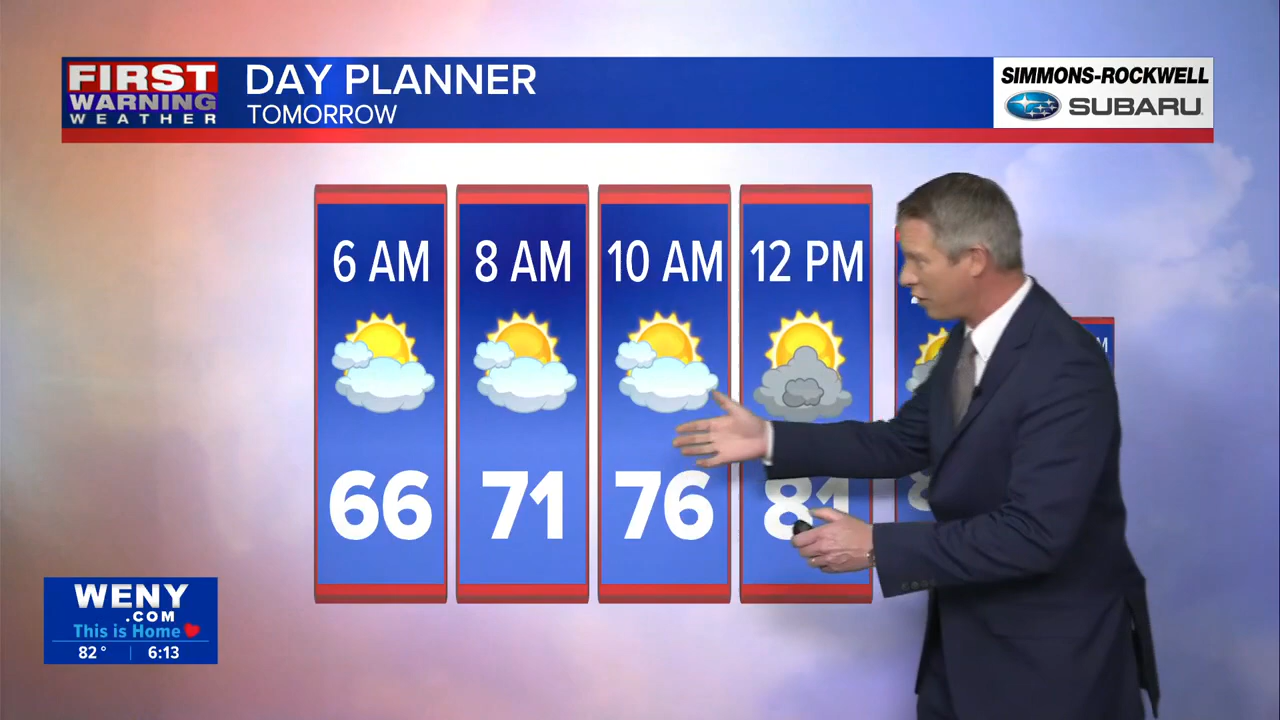 FIRST
WARNING
WEATHER
DAY PLANNER
TOMORROW
SIMMONS-ROCKWELL
SUBARU
6 AM
8 AM
10 AM
12 PM
66
71
76
81
WENY
.COM
This is Home
82° | 6:13